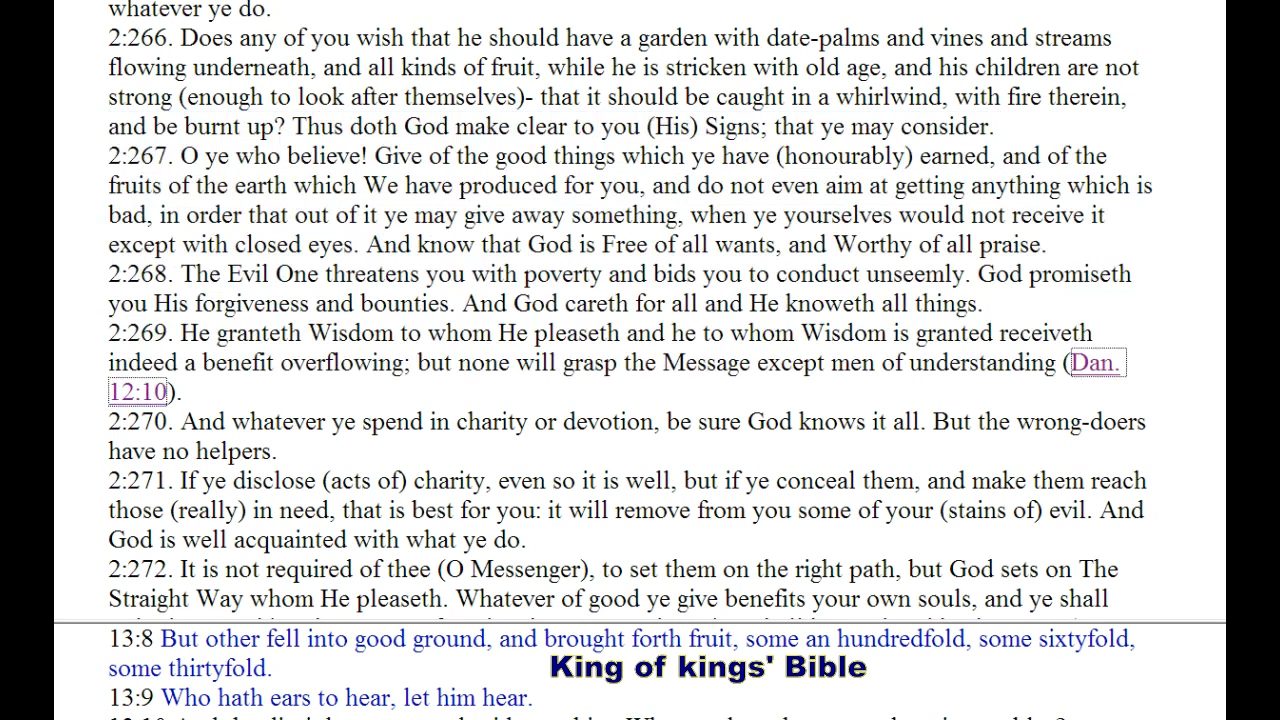 whatever ye do.
2:266. Does any of you wish that he should have a garden with date-palms and vines and streams
flowing underneath, and all kinds of fruit, while he is stricken with old age, and his children are not
strong (enough to look after themselves)- that it should be caught in a whirlwind, with fire therein,
and be burnt up? Thus doth God make clear to you (His) Signs; that ye may consider.
2:267. O ye who believe! Give of the good things which ye have (honourably) earned, and of the
fruits of the earth which We have produced for you, and do not even aim at getting anything which is
bad, in order that out of it ye may give away something, when ye yourselves would not receive it
except with closed eyes. And know that God is Free of all wants, and Worthy of all praise.
2:268. The Evil One threatens you with poverty and bids you to conduct unseemly. God promiseth
you His forgiveness and bounties. And God careth for all and He knoweth all things.
2:269. He granteth Wisdom to whom He pleaseth and he to whom Wisdom is granted receiveth
indeed a benefit overflowing; but none will grasp the Message except men of understanding (Dan.
12:10).
2:270. And whatever ye spend in charity or devotion, be sure God knows it all. But the wrong-doers
have no helpers.
2:271. If ye disclose (acts of) charity, even so it is well, but if ye conceal them, and make them reach
those (really) in need, that is best for you: it will remove from you some of your (stains of) evil. And
God is well acquainted with what ye do.
2:272. It is not required of thee (O Messenger), to set them on the right path, but God sets on The
Straight Way whom He pleaseth. Whatever of good ye give benefits your own souls, and ye shall
13:8 But other fell into good ground, and brought forth fruit, some an hundredfold, some sixtyfold,
some thirtyfold.
King of kings' Bible
13:9 Who hath ears to hear, let him hear.